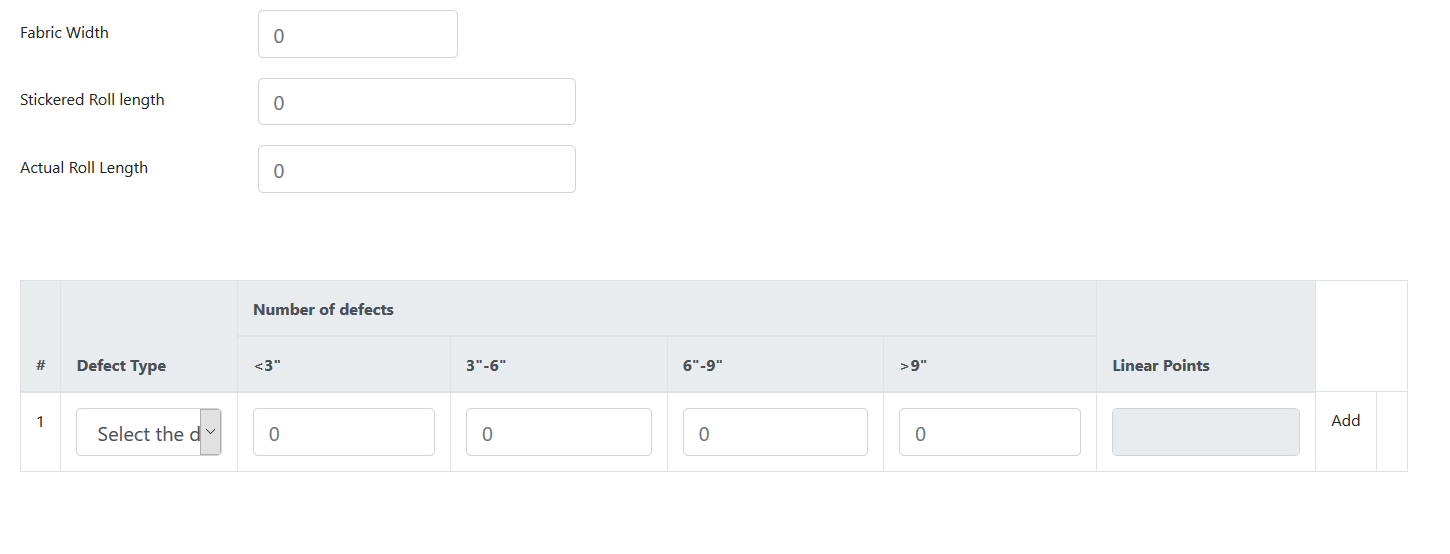 Fabric Width 0
Stickered Roll length 0
Actual Roll Length 0
Number of defects
# Defect Type <3" 3"-6" 6"-9" >9" Linear Points
1 Select the d 0 0 0 0 Add